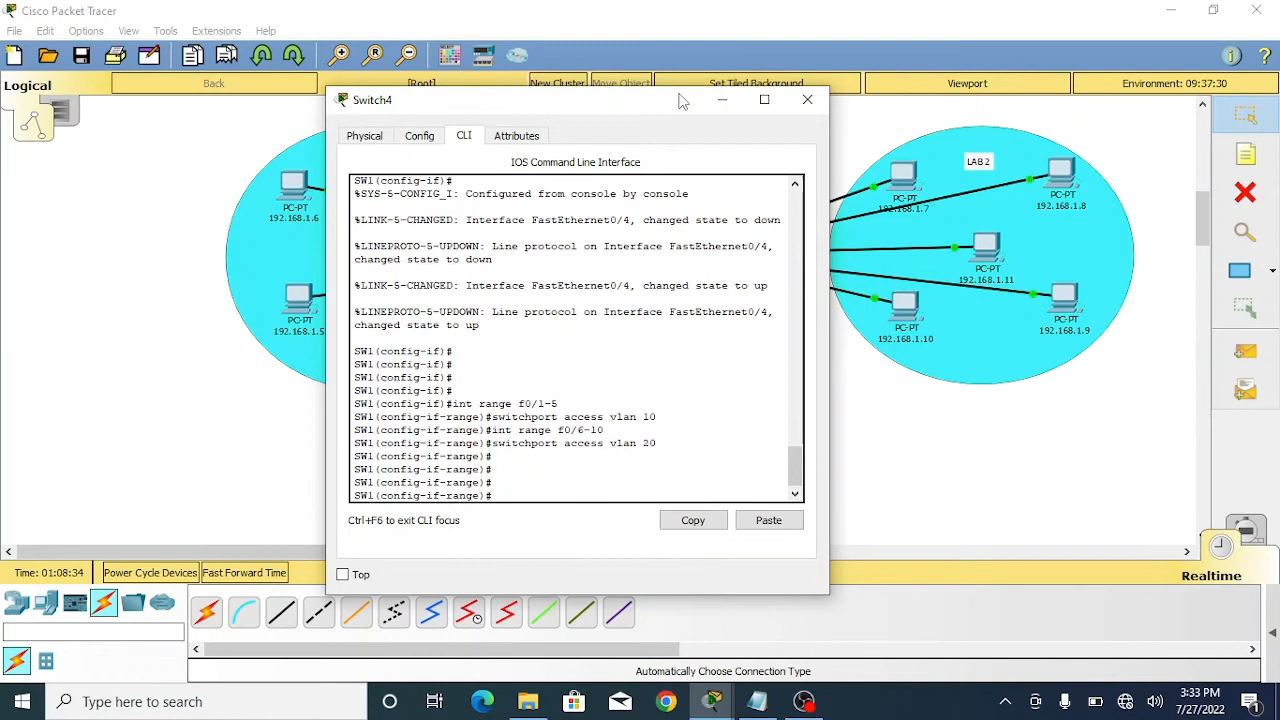 Cisco Packet Tracer
File Edit Options View Tools Extensions Help
Logical
Back
[Root]
New Cluster
Move Object
Set Tiled Background
Viewport
Environment: 09:37:30
Switch4
Physical
Config
CLI
Attributes
IOS Command Line Interface
SW1(config-if)#
%SYS-5-CONFIG_I: Configured from console by console
%LINK-5-CHANGED: Interface FastEthernet0/4, changed state to down
%LINEPROTO-5-UPDOWN: Line protocol on Interface FastEthernet0/4,
changed state to down
%LINK-5-CHANGED: Interface FastEthernet0/4, changed state to up
%LINEPROTO-5-UPDOWN: Line protocol on Interface FastEthernet0/4,
changed state to up
SW1(config-if)#
SW1(config-if)#
SW1(config-if)#
SW1(config-if)#
SW1(config-if)#int range f0/1-5
SW1(config-if-range)#switchport access vlan 10
SW1(config-if-range)#int range f0/6-10
SW1(config-if-range)#switchport access vlan 20
SW1(config-if-range)#
SW1(config-if-range)#
SW1(config-if-range)#
SW1(config-if-range)#
Ctrl+F6 to exit CLI focus
Copy
Paste
Top
PC-PT
192.168.1.6
PC-PT
192.168.1.5
LAB 2
PC-PT
192.168.1.7
PC-PT
192.168.1.8
PC-PT
192.168.1.11
PC-PT
192.168.1.10
PC-PT
192.168.1.9
Time: 01:08:34
Power Cycle Devices
Fast Forward Time
Realtime
Automatically Choose Connection Type
Type here to search
3:33 PM
7/27/2022